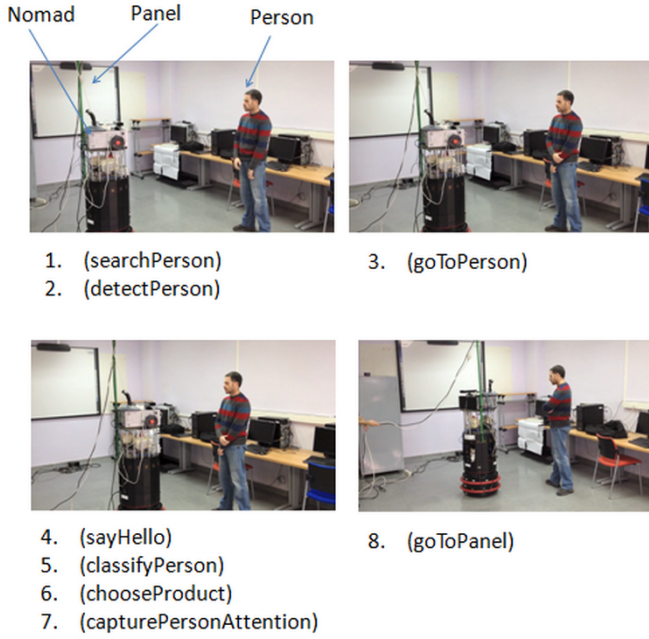 Nomad Panel Person
1. (searchPerson)
2. (detectPerson)
3. (goToPerson)
4. (sayHello)
5. (classifyPerson)
6. (chooseProduct)
7. (capturePersonAttention)
8. (goToPanel)